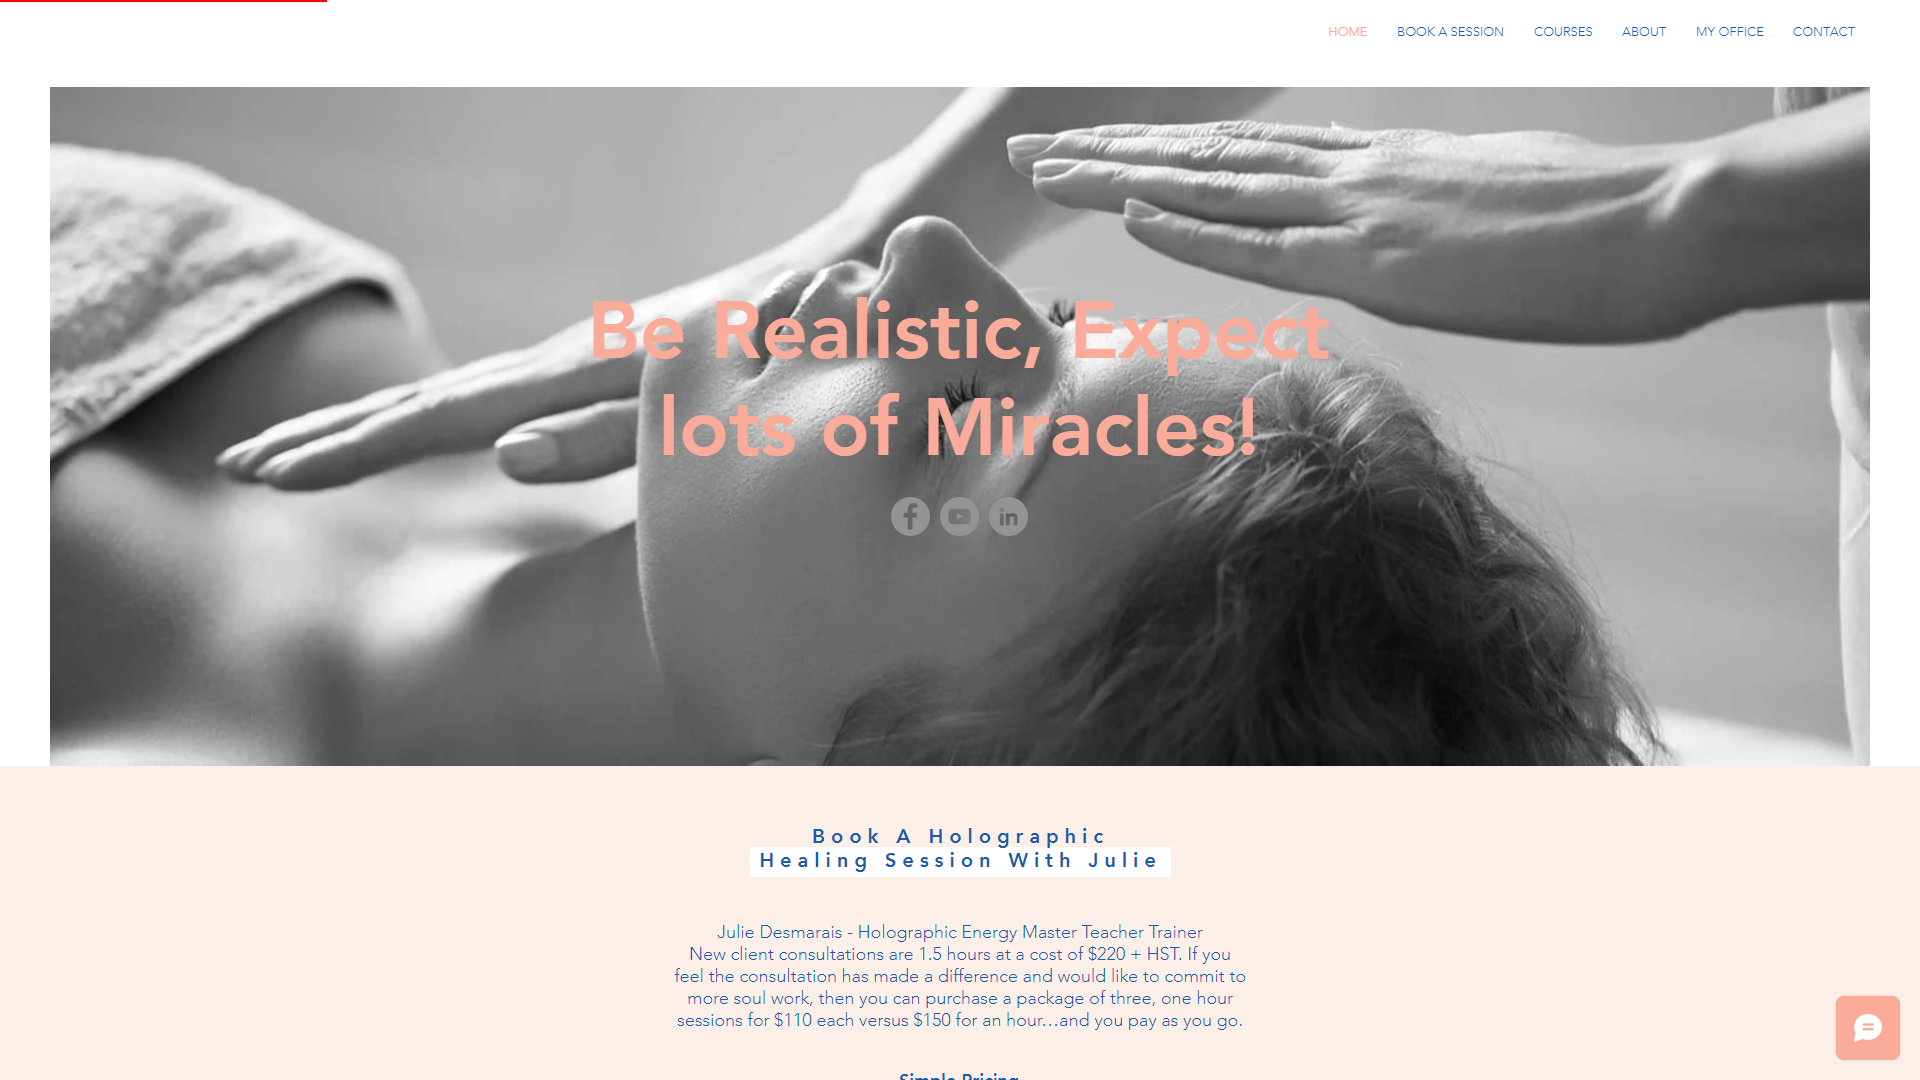 HOME BOOK A SESSION COURSES ABOUT MY OFFICE CONTACT
Be Realistic, Expect
lots of Miracles!
Book A Holographic
Healing Session With Julie
Julie Desmarais - Holographic Energy Master Teacher Trainer
New client consultations are 1.5 hours at a cost of $220 + HST. If you
feel the consultation has made a difference and would like to commit to
more soul work, then you can purchase a package of three, one hour
sessions for $110 each versus $150 for an hour...and you pay as you go.
Simple Pricing